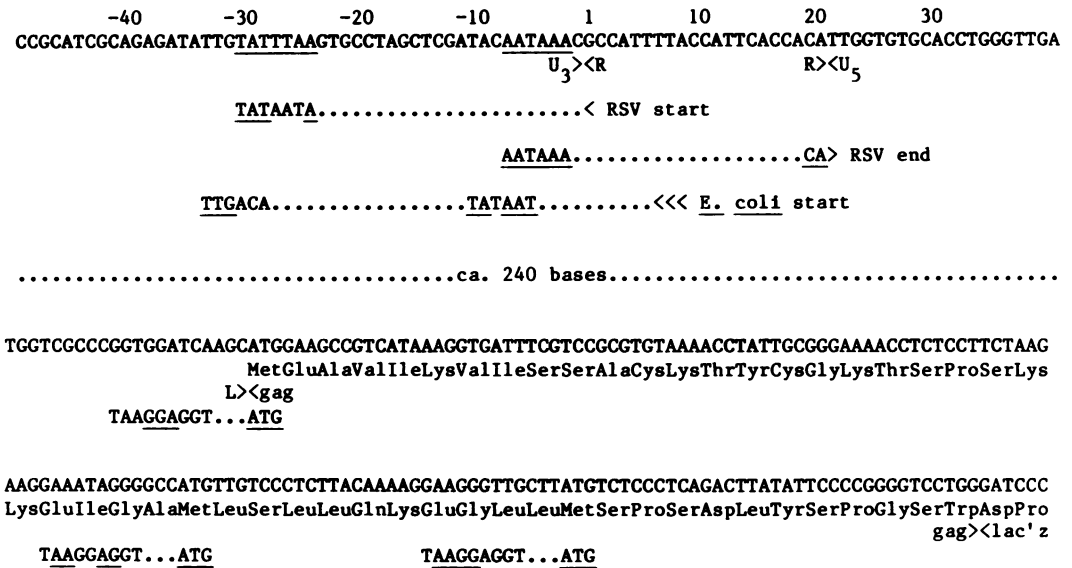 -40 -30 -20 -10 1 10 20 30
CCGCATCGCAGAGATATTGTATTTAAGTGCCTAGCTCGATACAATAAACGCCATTTTACCATTCACCACATTGGTGTGCACCTGGGTTGA
U3><R R><U5
TATAATA.......................< RSV start
AATAAA....................CA> RSV end
TTGACA.................TATAAT..........<<< E. coli start
......................................ca. 240 bases.......................................
TGGTCGCCCGGTGGATCAAGCATGGAAGCCGTCATAAAGGTGATTTCGTCCGCGTGTAAAACCTATTGCGGGAAAACCTCTCCTTCTAAG
MetGluAlaValIleLysValIleSerSerAlaCysLysThrTyrCysGlyLysThrSerProSerLys
L><gag
TAAGGAGGT...ATG
AAGGAAATAGGGGCCATGTTGTCCCTCTTACAAAAGGAAGGGTTGCTTATGTCTCCCTCAGACTTATATTCCCCGGGGTCCTGGGATCCC
LysGluIleGlyAlaMetLeuSerLeuLeuGlnLysGluGlyLeuLeuMetSerProSerAspLeuTyrSerProGlySerTrpAspPro
gag><lac'z
TAAGGAGGT...ATG TAAGGAGGT...ATG